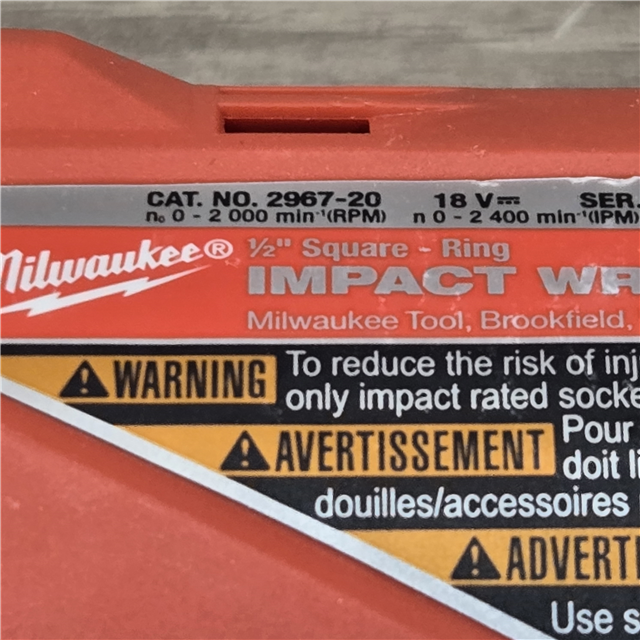 CAT. NO. 2967-20 18 V⎓ SER.
n₀ 0 - 2 000 min⁻¹(RPM) n 0 - 2 400 min⁻¹(IPM)
Milwaukee® ½" Square - Ring
IMPACT WR
Milwaukee Tool, Brookfield,
⚠WARNING To reduce the risk of inj
only impact rated socke
⚠AVERTISSEMENT Pour
doit li
douilles/accessoires
⚠ADVERTE
Use s